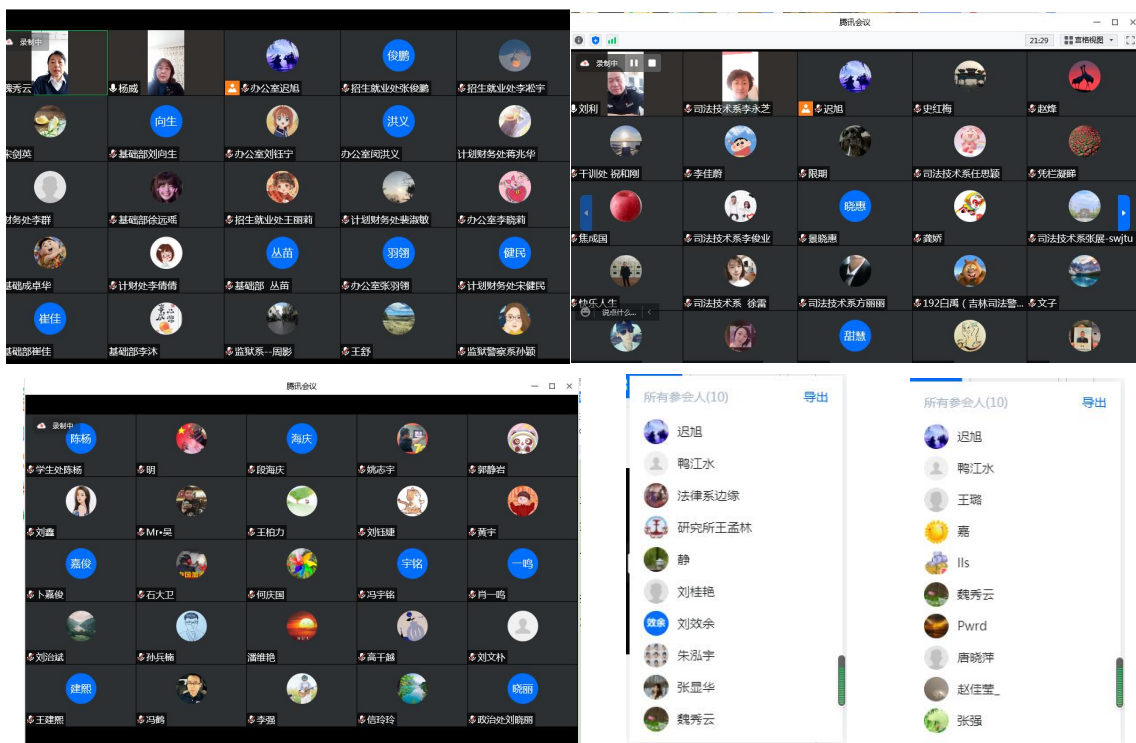 录制中
俊鹏
魏秀云
杨威
办公室迟旭
招生就业处张俊鹏
招生就业处李凇宇
向生
洪义
宋剑英
基础部刘向生
办公室刘钰宁
办公室闵洪义
计划财务处蒋兆华
财务处李群
基础部徐远瑶
招生就业处王丽莉
计划财务处裴淑敏
办公室李晓莉
丛苗
羽翎
健民
基础成卓华
计财处李倩倩
基础部 丛苗
办公室张羽翎
计划财务处宋健民
崔佳
基础部崔佳
基础部李沐
监狱系--周影
王舒
监狱警察系孙颖
腾讯会议
21:29
宫格视图
录制中
刘利
司法技术系李永芝
迟旭
史红梅
赵烽
干训处 祝和刚
李佳蔚
限期
司法技术系任思颖
凭栏凝睇
晓惠
焦成国
司法技术系李俊业
景晓惠
龚娇
司法技术系张展-swjtu
快乐人生
司法技术系 徐雷
司法技术系方丽丽
192白禹（吉林司法警...
文子
说点什么...
甜慧
腾讯会议
录制中
陈杨
海庆
学生处陈杨
明
段海庆
姚志宇
郭静岩
刘鑫
Mr•吴
王柏力
刘钰婕
黄宇
嘉俊
中国加
宇铭
一鸣
卜嘉俊
石大卫
何庆国
冯宇铭
肖一鸣
刘治斌
孙兵楠
潘维艳
高千越
刘文朴
建熙
晓丽
王建熙
冯鹤
李强
信玲玲
政治处刘晓丽
所有参会人(10)
导出
迟旭
鸭江水
法律系边缘
研究所王孟林
静
刘桂艳
效余
刘效余
朱泓宇
张显华
魏秀云
所有参会人(10)
导出
迟旭
鸭江水
王璐
嘉
lls
魏秀云
Pwrd
唐晓萍
赵佳莹_
张强